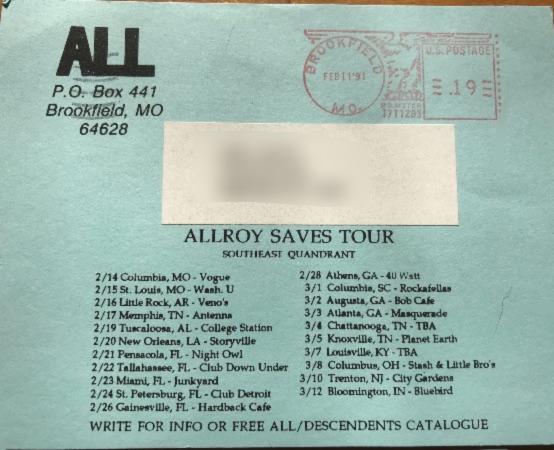 ALL
P.O. Box 441
Brookfield, MO
64628
BROOKFIELD
FEB 11 '91
MO.
U.S. POSTAGE
.19
ALLROY SAVES TOUR
SOUTHEAST QUANDRANT
2/14 Columbia, MO - Vogue
2/15 St. Louis, MO - Wash. U
2/16 Little Rock, AR - Veno's
2/17 Memphis, TN - Antenna
2/19 Tuscaloosa, AL - College Station
2/20 New Orleans, LA - Storyville
2/21 Pensacola, FL - Night Owl
2/22 Tallahassee, FL - Club Down Under
2/23 Miami, FL - Junkyard
2/24 St. Petersburg, FL - Club Detroit
2/26 Gainesville, FL - Hardback Cafe
2/28 Athens, GA - 40 Watt
3/1 Columbia, SC - Rockafellas
3/2 Augusta, GA - Bob Cafe
3/3 Atlanta, GA - Masquerade
3/4 Chattanooga, TN - TBA
3/5 Knoxville, TN - Planet Earth
3/7 Louisville, KY - TBA
3/8 Columbus, OH - Stash & Little Bro's
3/10 Trenton, NJ - City Gardens
3/12 Bloomington, IN - Bluebird
WRITE FOR INFO OR FREE ALL/DESCENDENTS CATALOGUE